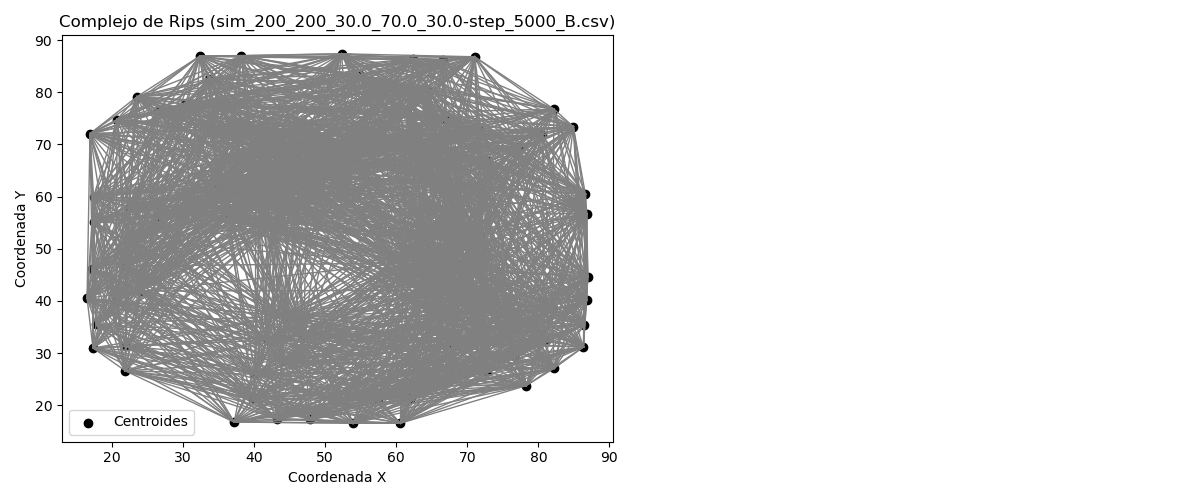 Complejo de Rips (sim_200_200_30.0_70.0_30.0-step_5000_B.csv)
90
80
70
60
50
40
30
20
Coordenada Y
Centroides
20 30 40 50 60 70 80 90
Coordenada X